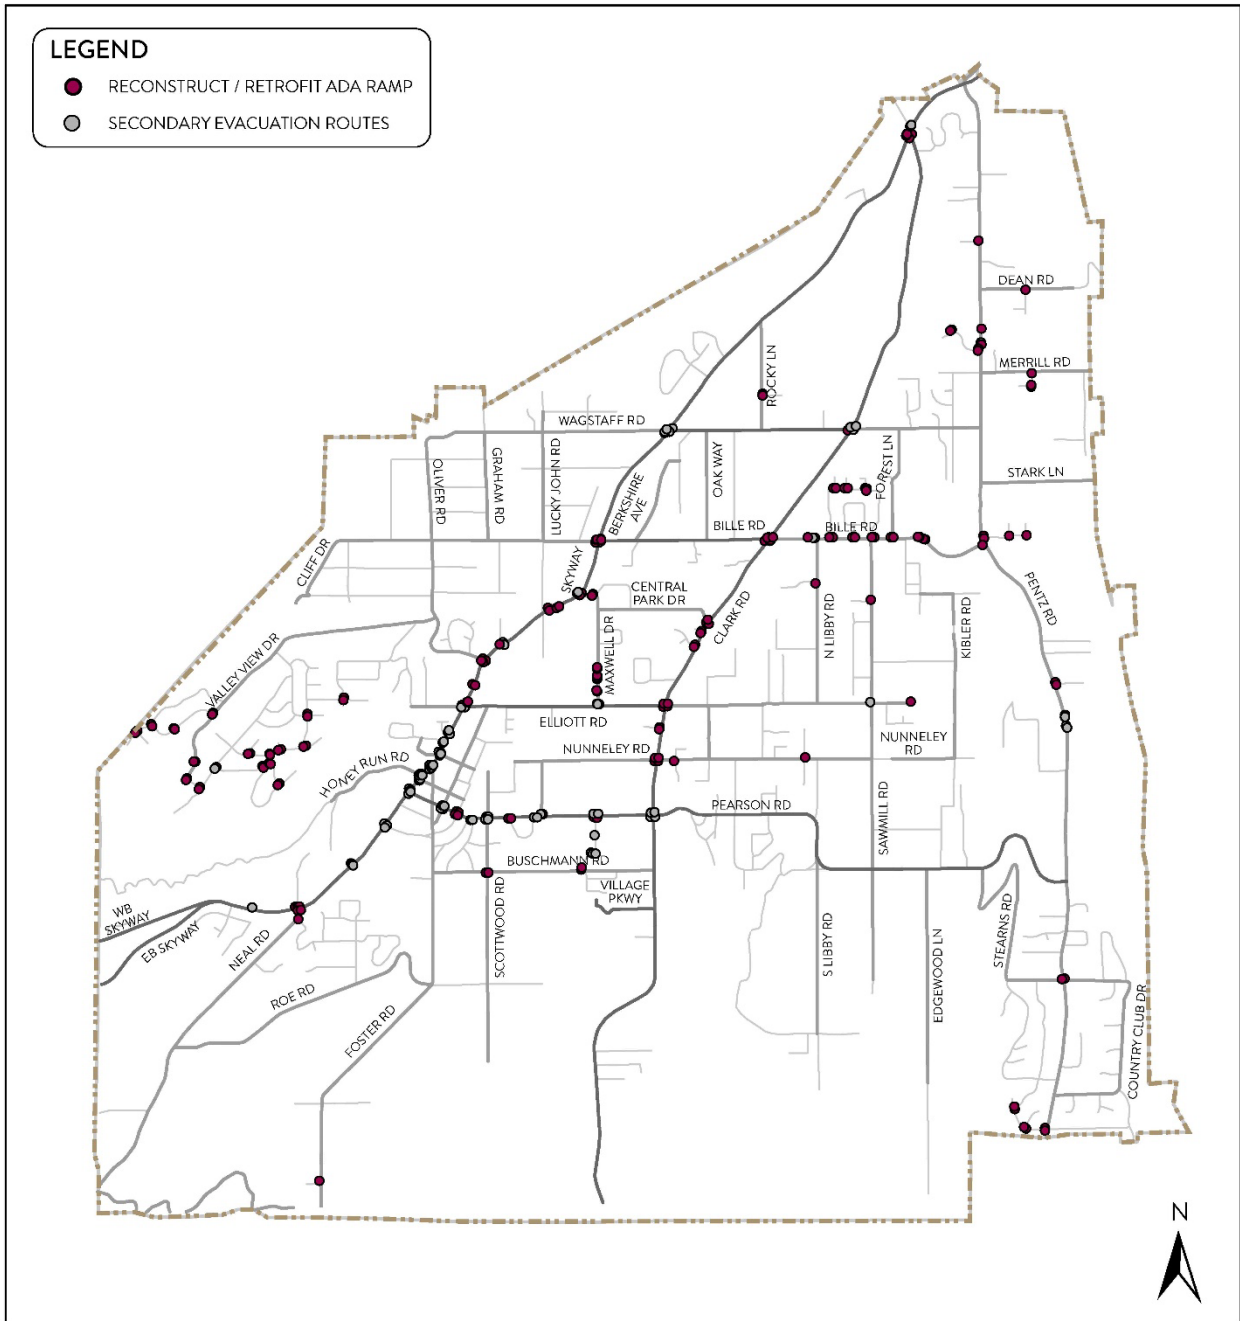 LEGEND
RECONSTRUCT / RETROFIT ADA RAMP
SECONDARY EVACUATION ROUTES
DEAN RD
MERRILL RD
ROCKY LN
WAGSTAFF RD
OLIVER RD
GRAHAM RD
LUCKY JOHN RD
BERKSHIRE
AVE
OAK WAY
FOREST LN
STARK LN
BILLE RD
BILLE RD
CLIFF DR
SKYWAY
CENTRAL
PARK DR
CLARK RD
N LIBBY RD
KIBLER RD
PENTZ RD
MAXWELL DR
VALLEY VIEW DR
ELLIOTT RD
NUNNELEY RD
NUNNELEY
RD
HONEY RUN RD
PEARSON RD
SAWMILL RD
BUSCHMANN RD
VILLAGE
PKWY
SCOTTWOOD RD
WB
SKYWAY
EB SKYWAY
NEAL RD
ROE RD
FOSTER RD
S LIBBY RD
EDGEWOOD LN
STEARNS RD
COUNTRY CLUB DR
N